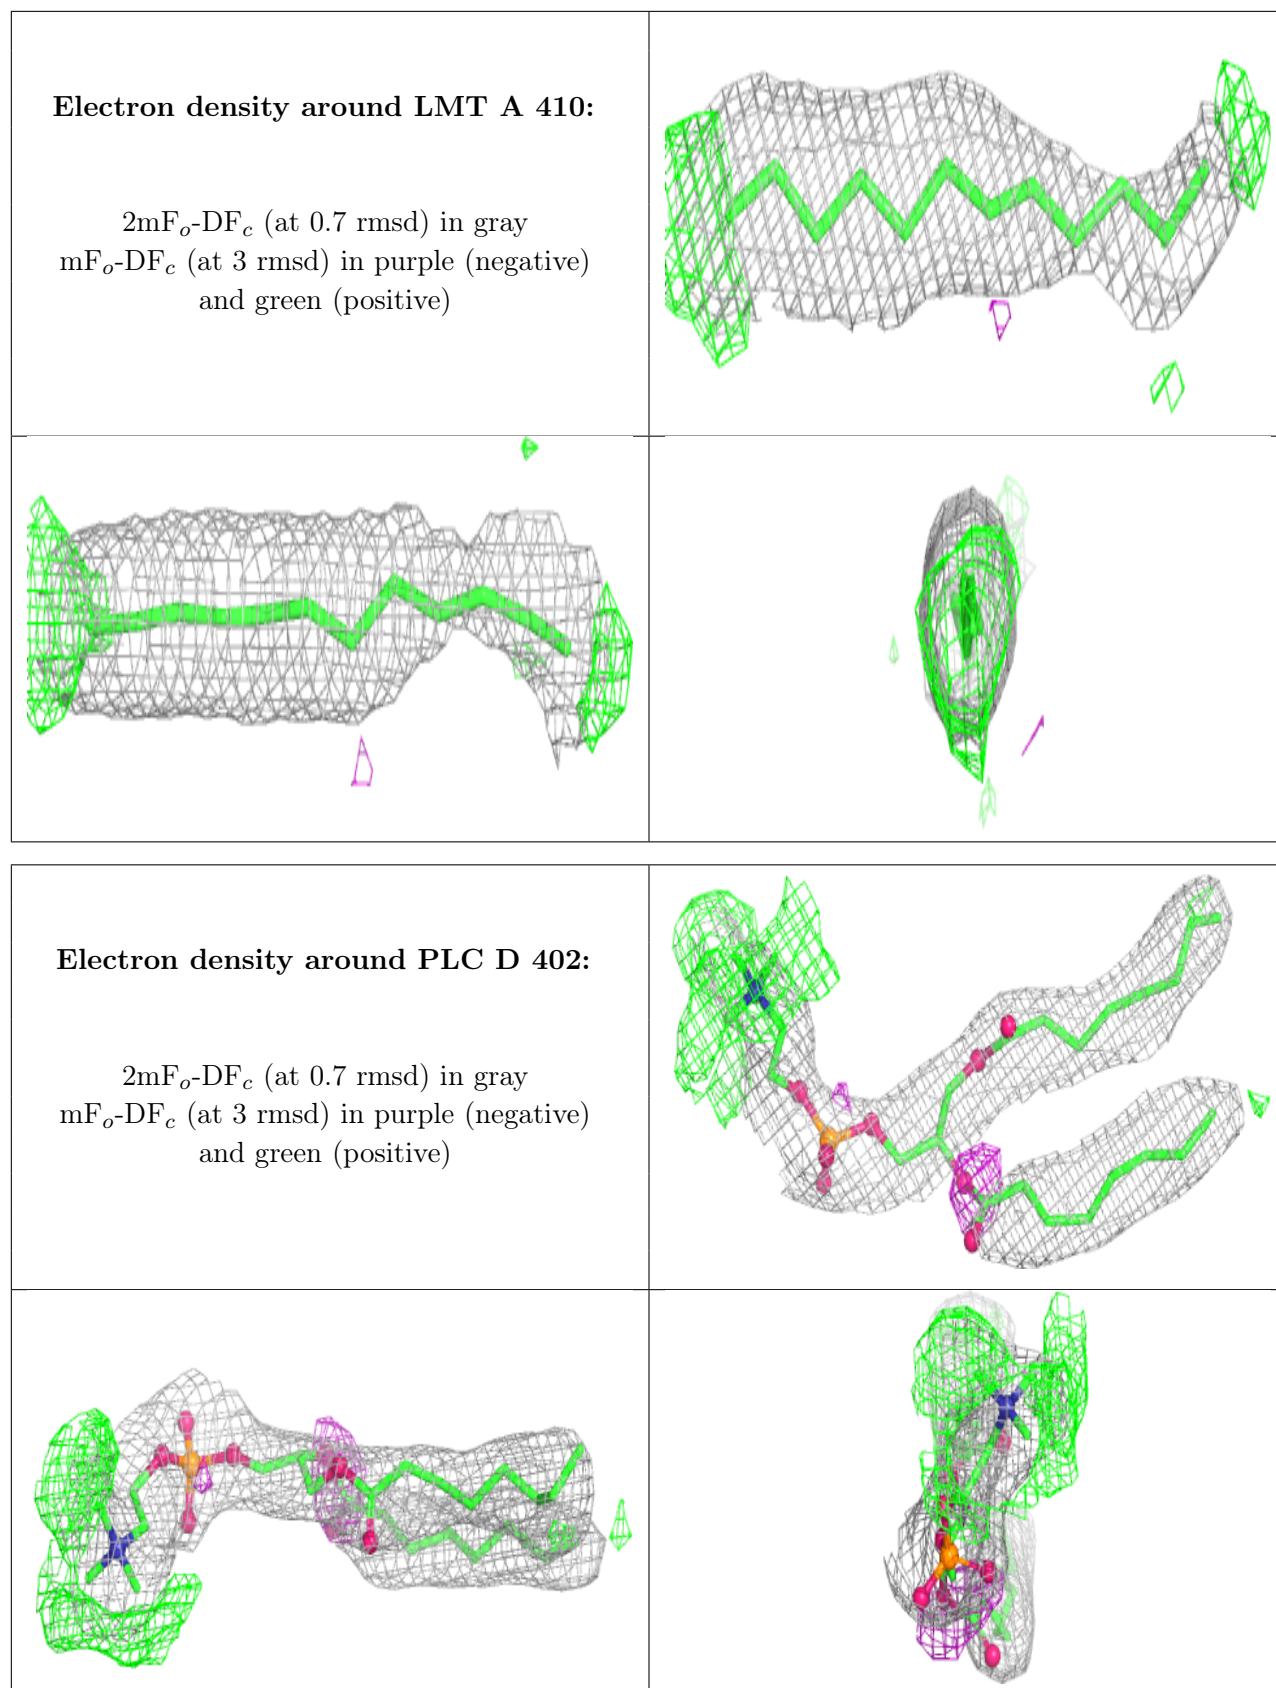 Electron density around LMT A 410:
2mFo-DFc (at 0.7 rmsd) in gray
mFo-DFc (at 3 rmsd) in purple (negative)
and green (positive)
Electron density around PLC D 402:
2mFo-DFc (at 0.7 rmsd) in gray
mFo-DFc (at 3 rmsd) in purple (negative)
and green (positive)